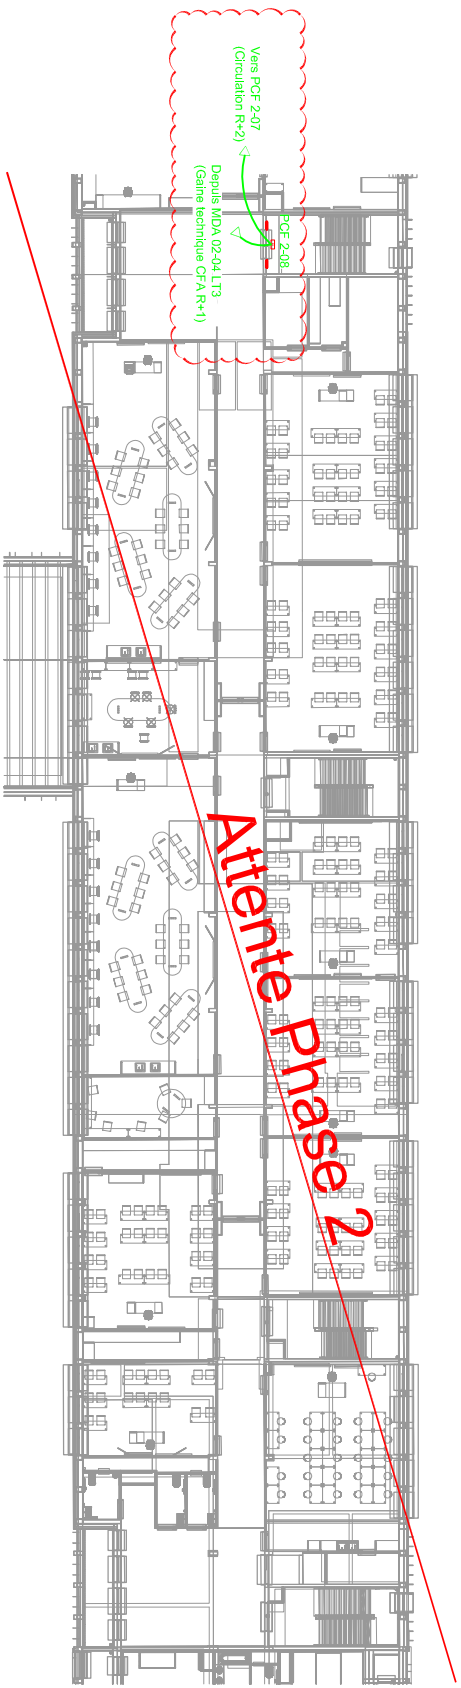 Vers PCF 2-07
(Circulation R+2)
PCF 2-08
Depuis MDA 02-04 LT3
(Gaine technique CFA R+1)
Attente Phase 2